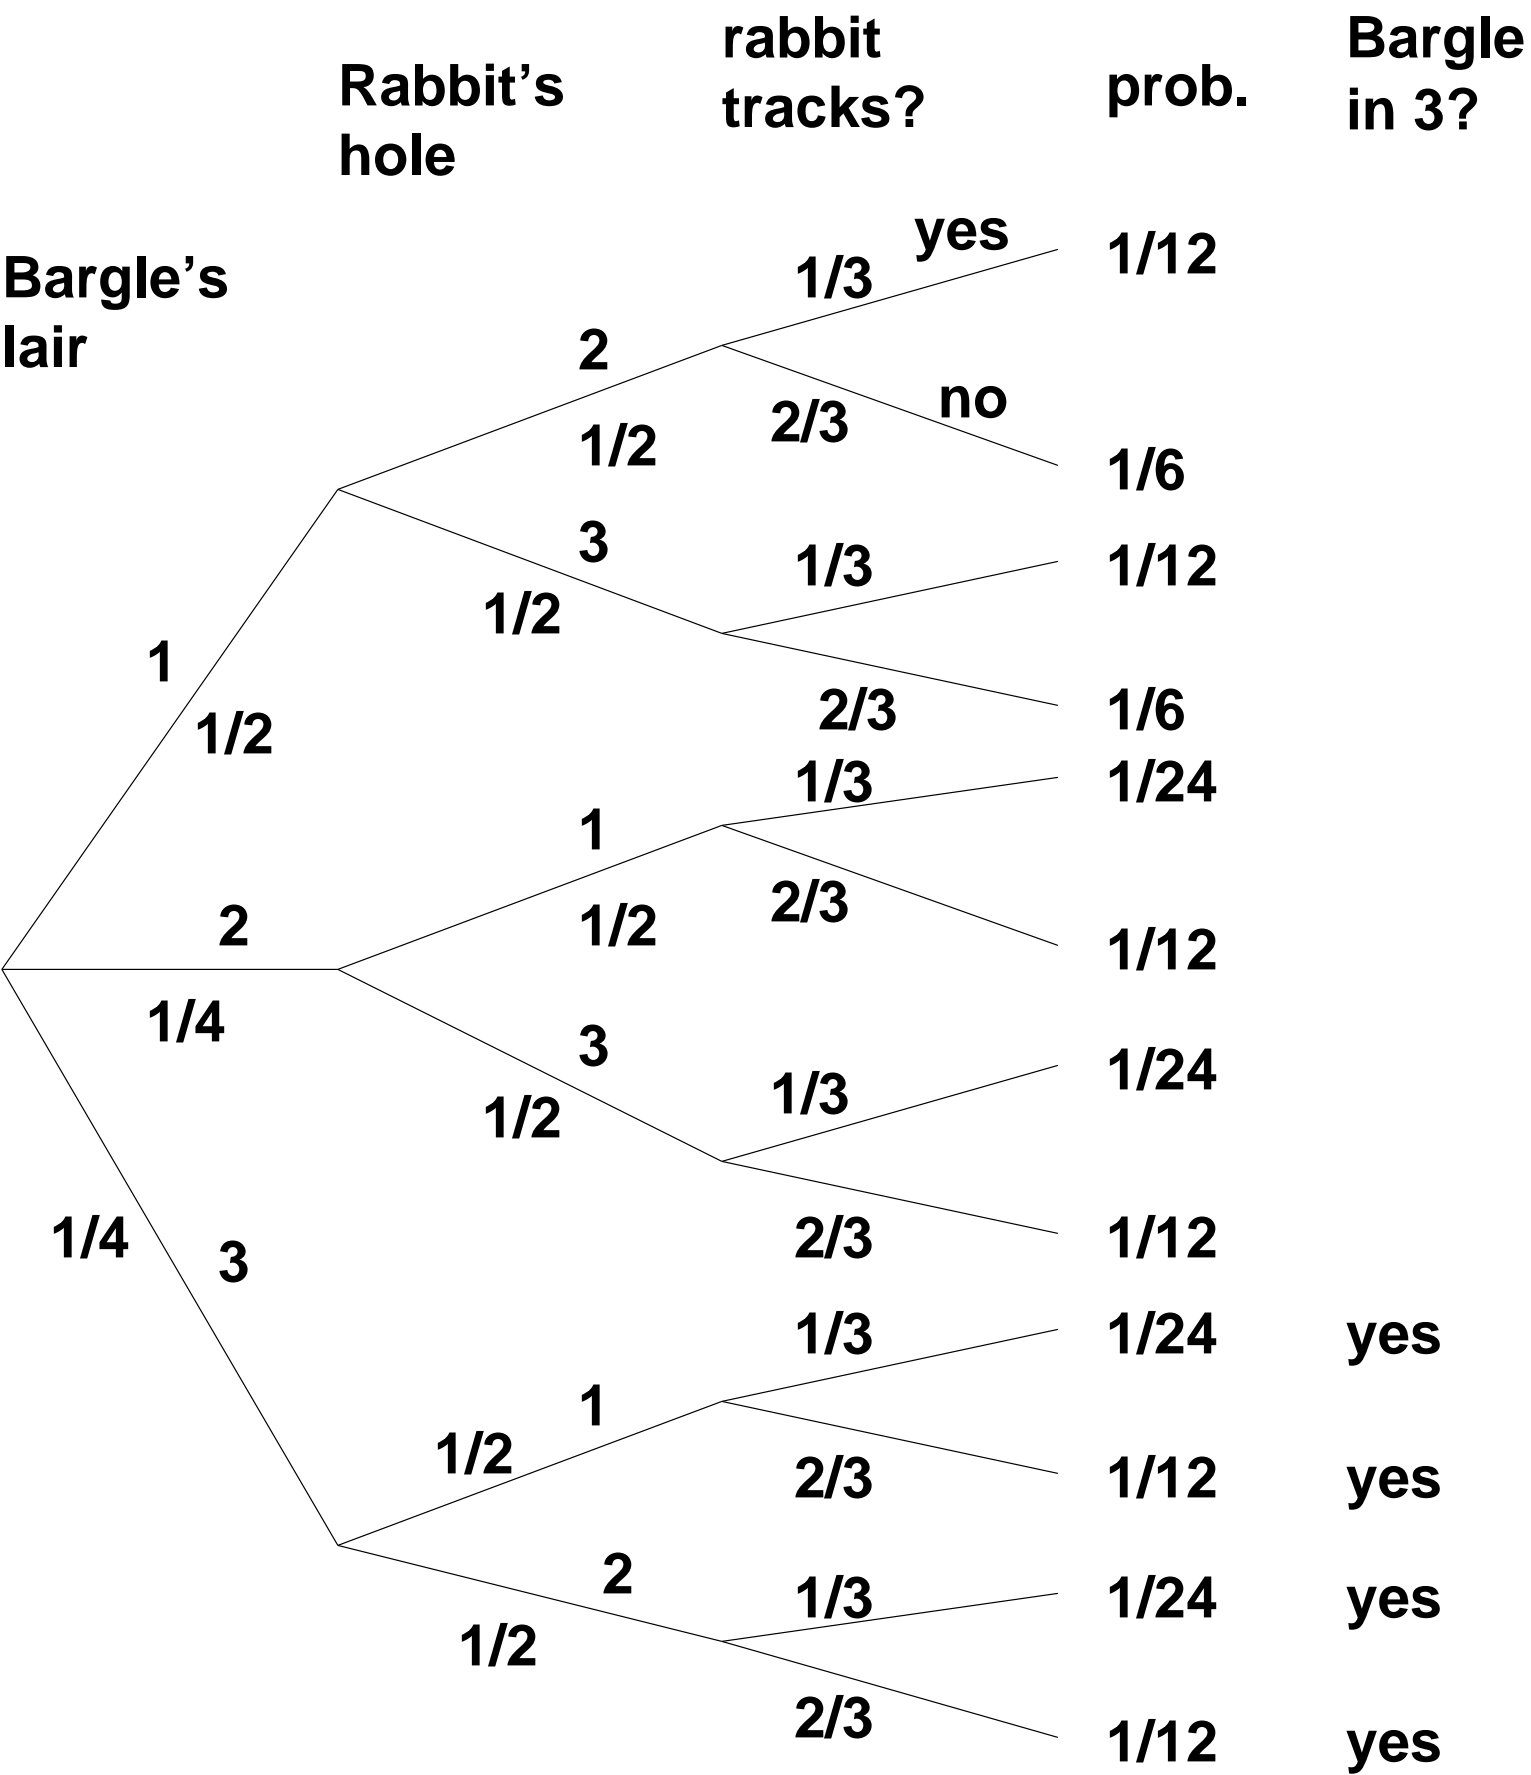 Rabbit's
hole
rabbit
tracks?
prob.
Bargle
in 3?
Bargle's
lair
yes
1/3
1/12
2
no
2/3
1/2
1/6
3
1/3
1/12
1/2
1
2/3
1/6
1/2
1/3
1/24
1
2/3
2
1/2
1/12
1/4
3
1/3
1/24
1/2
1/4
3
2/3
1/12
1/3
1/24
yes
1
1/2
2/3
1/12
yes
2
1/3
1/24
yes
1/2
2/3
1/12
yes